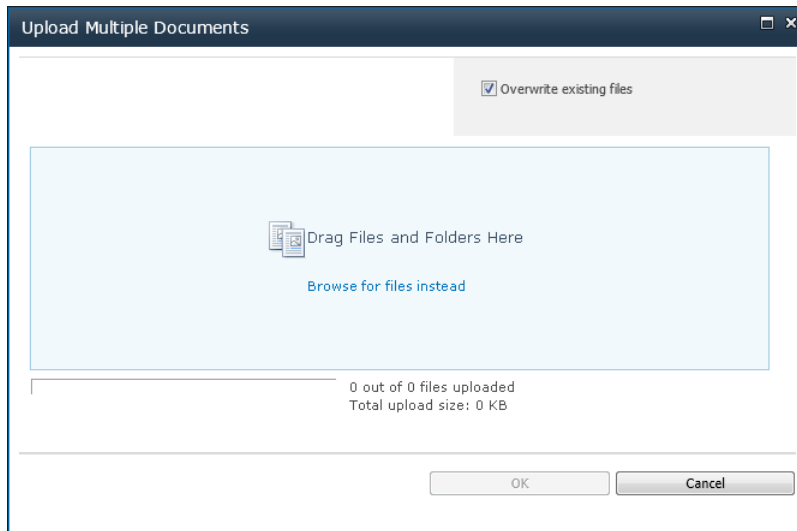 Upload Multiple Documents
Overwrite existing files
Drag Files and Folders Here
Browse for files instead
0 out of 0 files uploaded
Total upload size: 0 KB
OK
Cancel